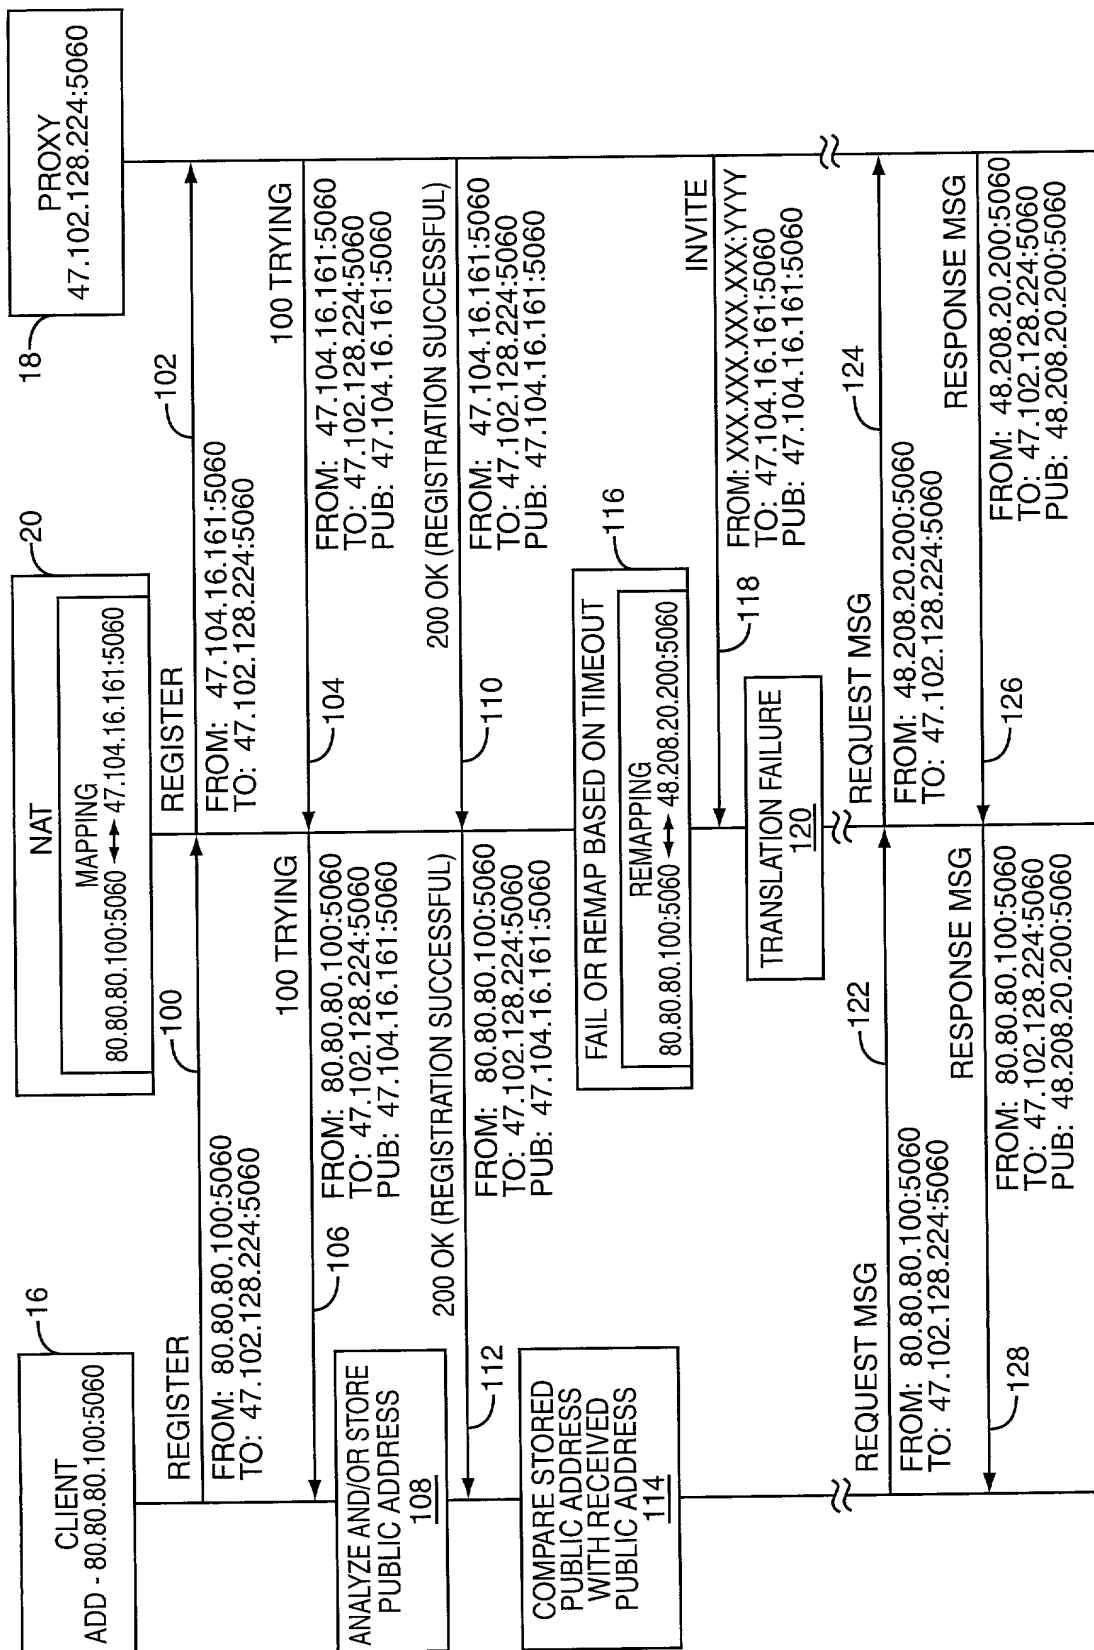 CLIENT
ADD - 80.80.80.100:5060
16
NAT
MAPPING
80.80.80.100:5060 ↔ 47.104.16.161:5060
20
PROXY
47.102.128.224:5060
18
REGISTER
100
FROM: 80.80.80.100:5060
TO: 47.102.128.224:5060
REGISTER
102
FROM: 47.104.16.161:5060
TO: 47.102.128.224:5060
100 TRYING
104
FROM: 47.104.16.161:5060
TO: 47.102.128.224:5060
PUB: 47.104.16.161:5060
100 TRYING
106
FROM: 80.80.80.100:5060
TO: 47.102.128.224:5060
PUB: 47.104.16.161:5060
ANALYZE AND/OR STORE
PUBLIC ADDRESS
108
200 OK (REGISTRATION SUCCESSFUL)
110
FROM: 47.104.16.161:5060
TO: 47.102.128.224:5060
PUB: 47.104.16.161:5060
200 OK (REGISTRATION SUCCESSFUL)
112
FROM: 80.80.80.100:5060
TO: 47.102.128.224:5060
PUB: 47.104.16.161:5060
COMPARE STORED
PUBLIC ADDRESS
WITH RECEIVED
PUBLIC ADDRESS
114
FAIL OR REMAP BASED ON TIMEOUT
REMAPPING
80.80.80.100:5060 ↔ 48.208.20.200:5060
116
INVITE
118
FROM: XXX.XXX.XXX.XXX:YYYY
TO: 47.104.16.161:5060
PUB: 47.104.16.161:5060
TRANSLATION FAILURE
120
REQUEST MSG
122
FROM: 80.80.80.100:5060
TO: 47.102.128.224:5060
REQUEST MSG
124
FROM: 48.208.20.200:5060
TO: 47.102.128.224:5060
RESPONSE MSG
126
FROM: 48.208.20.200:5060
TO: 47.102.128.224:5060
PUB: 48.208.20.200:5060
RESPONSE MSG
128
FROM: 80.80.80.100:5060
TO: 47.102.128.224:5060
PUB: 48.208.20.200:5060